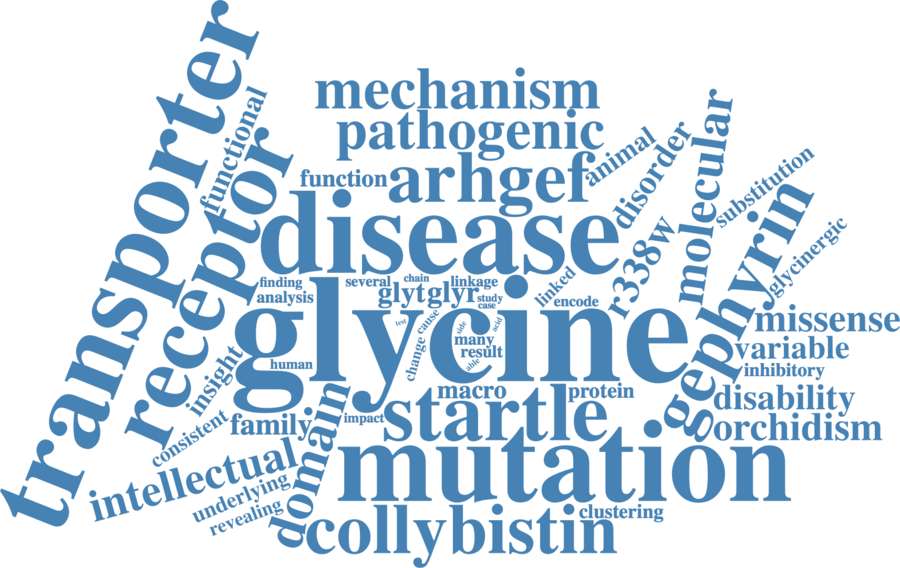 transporter
functional
receptor
mechanism
pathogenic
function
arhgef
animal
disorder
molecular
substitution
disease
r338w
gephyrin
glycinergic
finding
several
chain
linkage
analysis
glyt
glyr
study
case
linked
encode
glycine
test
change
cause
side
acid
many
result
able
human
missense
variable
inhibitory
insight
macro
protein
disability
consistent
family
domain
impact
startle
orchidism
intellectual
mutation
underlying
revealing
collybistin
clustering